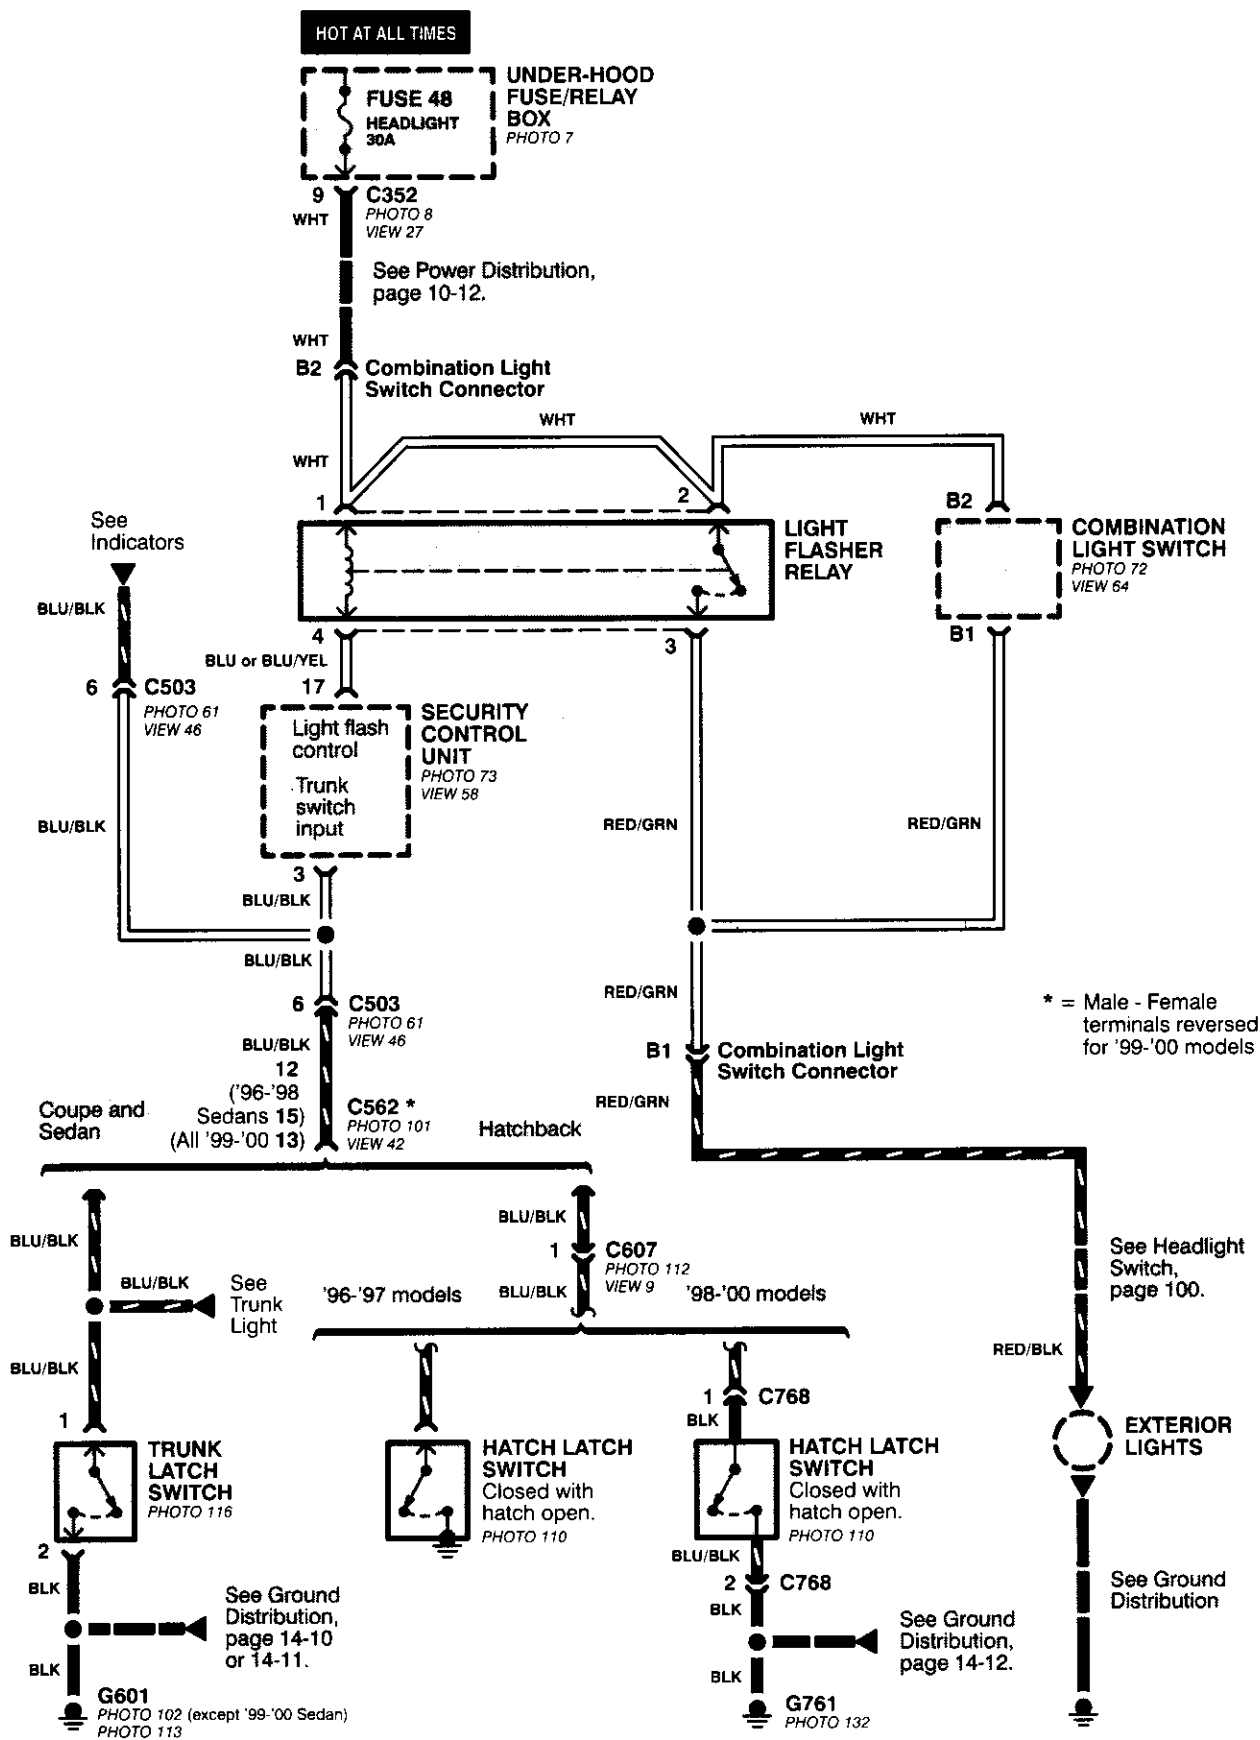 HOT AT ALL TIMES
UNDER-HOOD
FUSE/RELAY
BOX
PHOTO 7
FUSE 48
HEADLIGHT
30A
9
C352
PHOTO 8
VIEW 27
WHT
See Power Distribution,
page 10-12.
WHT
B2
Combination Light
Switch Connector
WHT
WHT
WHT
1
2
B2
See
Indicators
LIGHT
FLASHER
RELAY
COMBINATION
LIGHT SWITCH
PHOTO 72
VIEW 64
BLU/BLK
4
3
B1
BLU or BLU/YEL
6
C503
PHOTO 61
VIEW 46
17
Light flash
control
Trunk
switch
input
SECURITY
CONTROL
UNIT
PHOTO 73
VIEW 58
BLU/BLK
RED/GRN
RED/GRN
3
BLU/BLK
BLU/BLK
RED/GRN
6
C503
PHOTO 61
VIEW 46
* = Male - Female
terminals reversed
for '99-'00 models
BLU/BLK
B1
Combination Light
Switch Connector
12
('96-'98
Sedans 15)
(All '99-'00 13)
C562 *
PHOTO 101
VIEW 42
RED/GRN
Coupe and
Sedan
Hatchback
BLU/BLK
BLU/BLK
1
C607
PHOTO 112
VIEW 9
See Headlight
Switch,
page 100.
BLU/BLK
See
Trunk
Light
'96-'97 models
BLU/BLK
'98-'00 models
BLU/BLK
RED/BLK
1
1
C768
BLK
EXTERIOR
LIGHTS
TRUNK
LATCH
SWITCH
PHOTO 116
HATCH LATCH
SWITCH
Closed with
hatch open.
PHOTO 110
HATCH LATCH
SWITCH
Closed with
hatch open.
PHOTO 110
2
BLU/BLK
BLK
2
C768
See Ground
Distribution,
page 14-10
or 14-11.
BLK
See Ground
Distribution,
page 14-12.
See Ground
Distribution
BLK
BLK
G601
PHOTO 102 (except '99-'00 Sedan)
PHOTO 113
G761
PHOTO 132